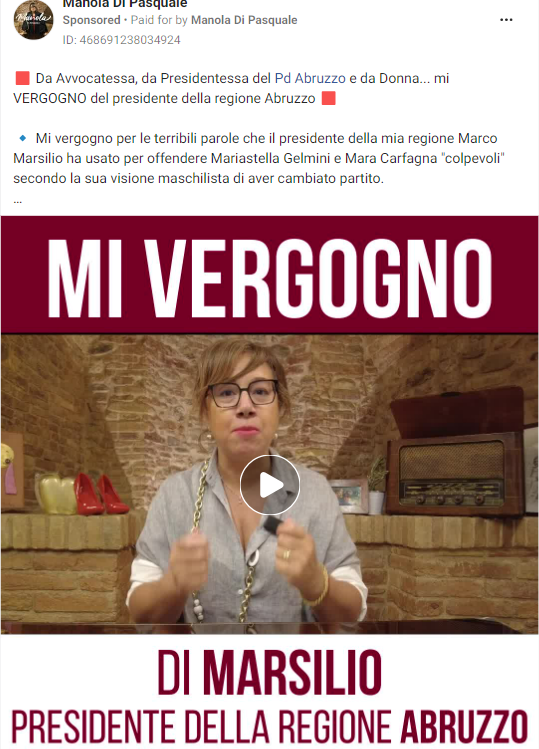 Manola Di Pasquale
Sponsored • Paid for by Manola Di Pasquale
ID: 468691238034924
🟥 Da Avvocatessa, da Presidentessa del Pd Abruzzo e da Donna... mi
VERGOGNO del presidente della regione Abruzzo 🟥
🔹 Mi vergogno per le terribili parole che il presidente della mia regione Marco
Marsilio ha usato per offendere Mariastella Gelmini e Mara Carfagna "colpevoli"
secondo la sua visione maschilista di aver cambiato partito.
...
MI VERGOGNO
DI MARSILIO
PRESIDENTE DELLA REGIONE ABRUZZO